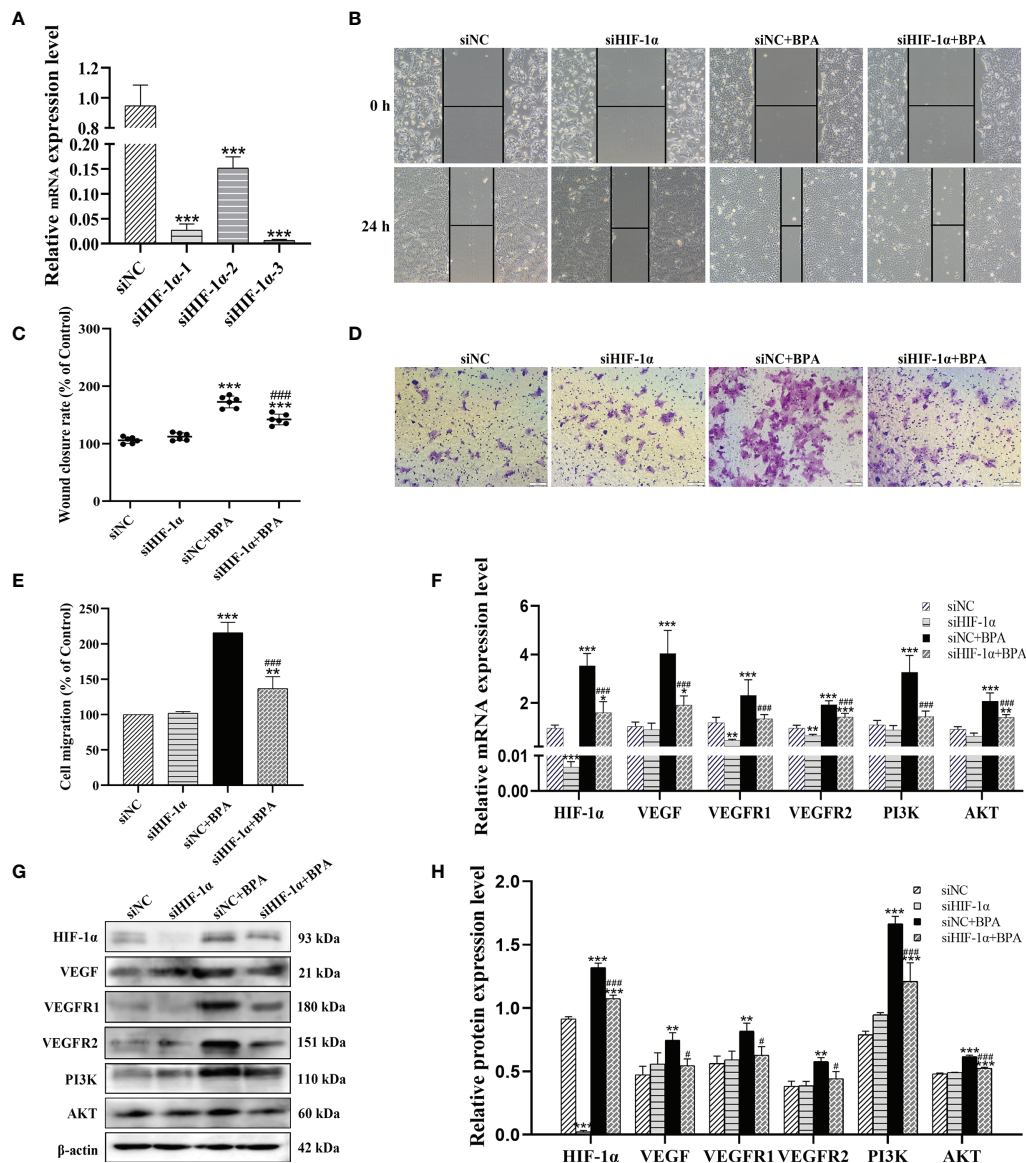 A
Relative mRNA expression level
1.2
1.0
0.8
0.20
0.15
0.10
0.05
0.00
***
***
***
siNC
siHIF-1α-1
siHIF-1α-2
siHIF-1α-3
B
siNC siHIF-1α siNC+BPA siHIF-1α+BPA
0 h
24 h
C
Wound closure rate (% of Control)
300
200
100
0
***
###
***
siNC
siHIF-1α
siNC+BPA
siHIF-1α+BPA
D
siNC siHIF-1α siNC+BPA siHIF-1α+BPA
E
Cell migration (% of Control)
250
200
150
100
50
0
***
###
**
siNC
siHIF-1α
siNC+BPA
siHIF-1α+BPA
F
Relative mRNA expression level
6
4
2
0.01
0.00
siNC
siHIF-1α
siNC+BPA
siHIF-1α+BPA
***
***
###
*
***
###
*
**
***
###
**
***
###
***
***
###
***
###
**
HIF-1α VEGF VEGFR1 VEGFR2 PI3K AKT
G
siNC siHIF-1α siNC+BPA siHIF-1α+BPA
HIF-1α 93 kDa
VEGF 21 kDa
VEGFR1 180 kDa
VEGFR2 151 kDa
PI3K 110 kDa
AKT 60 kDa
β-actin 42 kDa
H
Relative protein expression level
2.0
1.5
1.0
0.5
0.0
siNC
siHIF-1α
siNC+BPA
siHIF-1α+BPA
***
***
###
***
**
#
**
#
**
#
***
###
***
***
###
***
HIF-1α VEGF VEGFR1 VEGFR2 PI3K AKT